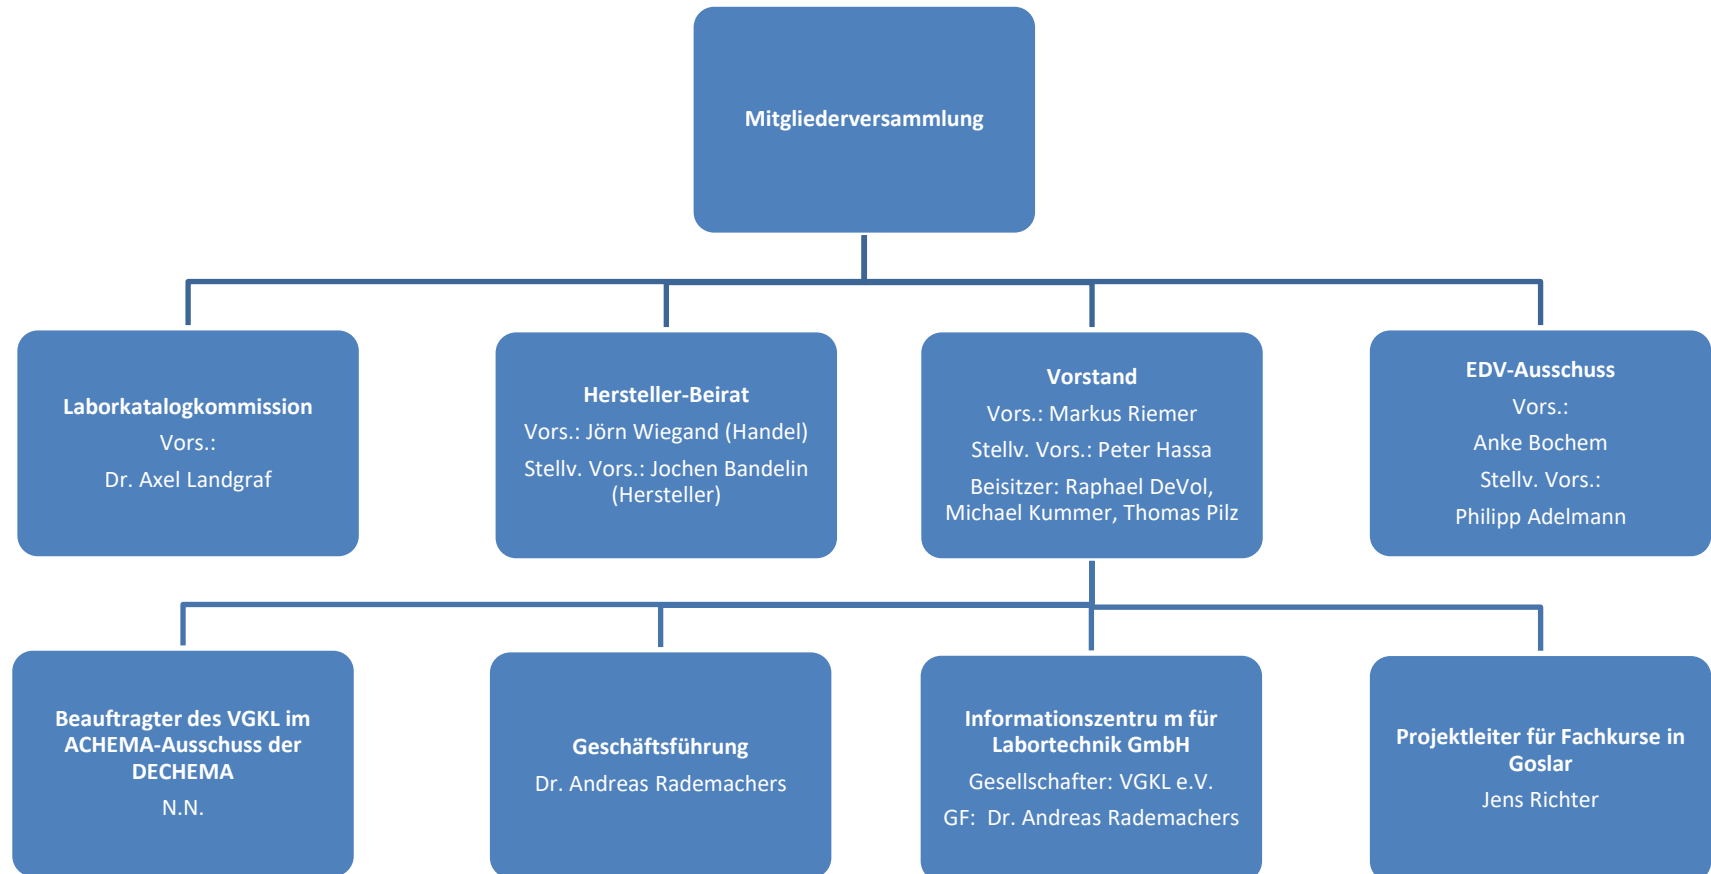 Mitgliederversammlung
Laborkatalogkommission
Vors.:
Dr. Axel Landgraf
Hersteller-Beirat
Vors.: Jörn Wiegand (Handel)
Stellv. Vors.: Jochen Bandelin
(Hersteller)
Vorstand
Vors.: Markus Riemer
Stellv. Vors.: Peter Hassa
Beisitzer: Raphael DeVol,
Michael Kummer, Thomas Pilz
EDV-Ausschuss
Vors.:
Anke Bochem
Stellv. Vors.:
Philipp Adelmann
Beauftragter des VGKL im
ACHEMA-Ausschuss der
DECHEMA
N.N.
Geschäftsführung
Dr. Andreas Rademachers
Informationszentru m für
Labortechnik GmbH
Gesellschafter: VGKL e.V.
GF:  Dr. Andreas Rademachers
Projektleiter für Fachkurse in
Goslar
Jens Richter